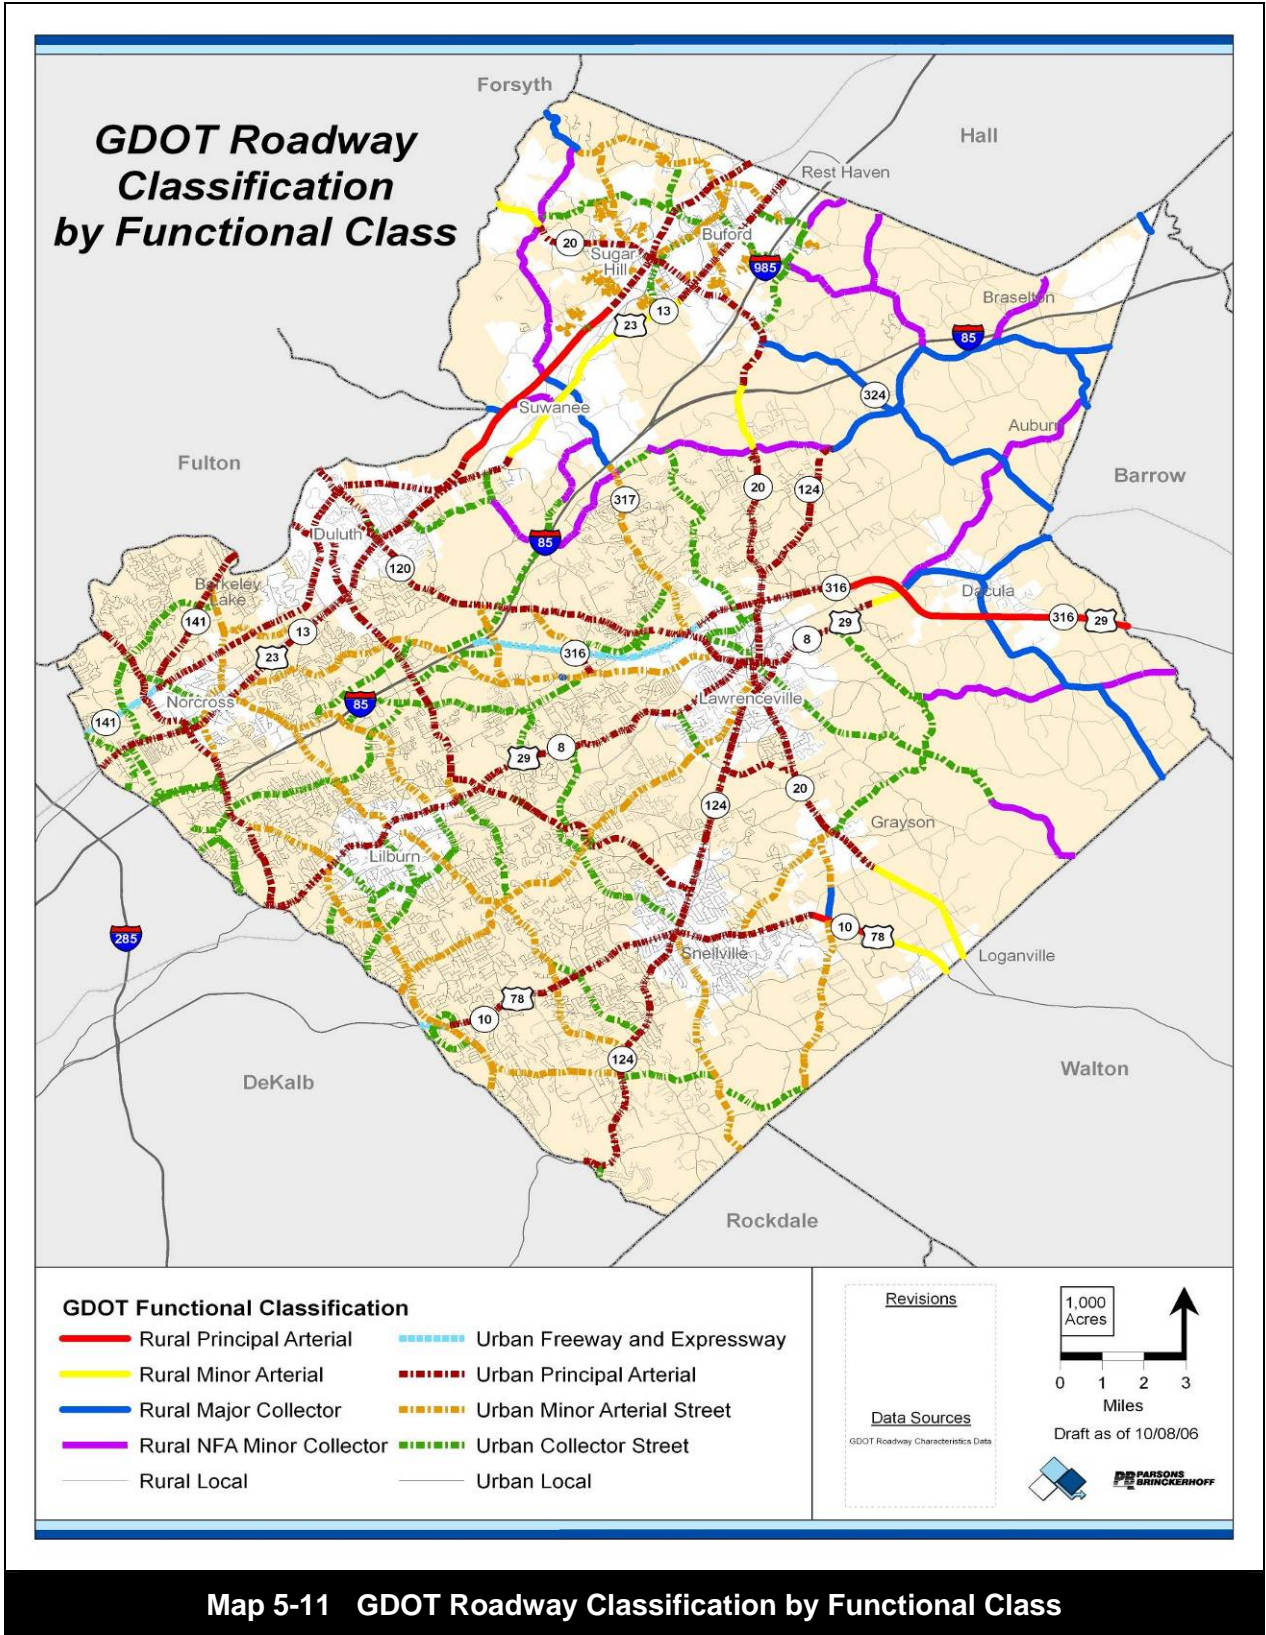 GDOT Roadway
Classification
by Functional Class
Forsyth
Hall
Rest Haven
Buford
20
Sugar
Hill
985
Braselton
13
23
85
324
Suwanee
Auburn
Fulton
Barrow
20
124
317
Duluth
85
120
Berkeley
Lake
316
Dacula
141
316
29
29
13
8
23
316
Norcross
85
Lawrenceville
141
8
29
20
124
Grayson
Lilburn
285
10
78
Snellville
Loganville
78
10
124
DeKalb
Walton
Rockdale
GDOT Functional Classification
Rural Principal Arterial
Rural Minor Arterial
Rural Major Collector
Rural NFA Minor Collector
Rural Local
Urban Freeway and Expressway
Urban Principal Arterial
Urban Minor Arterial Street
Urban Collector Street
Urban Local
Revisions
Data Sources
GDOT Roadway Characteristics Data
1,000
Acres
0 1 2 3
Miles
Draft as of 10/08/06
PB PARSONS
BRINCKERHOFF
Map 5-11 GDOT Roadway Classification by Functional Class